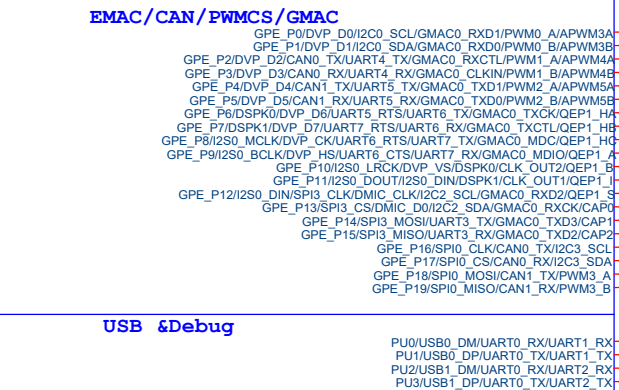 EMAC/CAN/PWMCS/GMAC
GPE_P0/DVP_D0/I2C0_SCL/GMAC0_RXD1/PWM0_A/APWM3A
GPE_P1/DVP_D1/I2C0_SDA/GMAC0_RXD0/PWM0_B/APWM3B
GPE_P2/DVP_D2/CAN0_TX/UART4_TX/GMAC0_RXCTL/PWM1_A/APWM4A
GPE_P3/DVP_D3/CAN0_RX/UART4_RX/GMAC0_CLKIN/PWM1_B/APWM4B
GPE_P4/DVP_D4/CAN1_TX/UART5_TX/GMAC0_TXD1/PWM2_A/APWM5A
GPE_P5/DVP_D5/CAN1_RX/UART5_RX/GMAC0_TXD0/PWM2_B/APWM5B
GPE_P6/DSPK0/DVP_D6/UART5_RTS/UART6_TX/GMAC0_TXCK/QEP1_HA
GPE_P7/DSPK1/DVP_D7/UART7_RTS/UART6_RX/GMAC0_TXCTL/QEP1_HB
GPE_P8/I2S0_MCLK/DVP_CK/UART6_RTS/UART7_TX/GMAC0_MDC/QEP1_HC
GPE_P9/I2S0_BCLK/DVP_HS/UART6_CTS/UART7_RX/GMAC0_MDIO/QEP1_A
GPE_P10/I2S0_LRCK/DVP_VS/DSPK0/CLK_OUT2/QEP1_B
GPE_P11/I2S0_DOUT/I2S0_DIN/DSPK1/CLK_OUT1/QEP1_I
GPE_P12/I2S0_DIN/SPI3_CLK/DMIC_CLK/I2C2_SCL/GMAC0_RXD2/QEP1_S
GPE_P13/SPI3_CS/DMIC_D0/I2C2_SDA/GMAC0_RXCK/CAP0
GPE_P14/SPI3_MOSI/UART3_TX/GMAC0_TXD3/CAP1
GPE_P15/SPI3_MISO/UART3_RX/GMAC0_TXD2/CAP2
GPE_P16/SPI0_CLK/CAN0_TX/I2C3_SCL
GPE_P17/SPI0_CS/CAN0_RX/I2C3_SDA
GPE_P18/SPI0_MOSI/CAN1_TX/PWM3_A
GPE_P19/SPI0_MISO/CAN1_RX/PWM3_B
USB &Debug
PU0/USB0_DM/UART0_RX/UART1_RX
PU1/USB0_DP/UART0_TX/UART1_TX
PU2/USB1_DM/UART0_RX/UART2_RX
PU3/USB1_DP/UART0_TX/UART2_TX